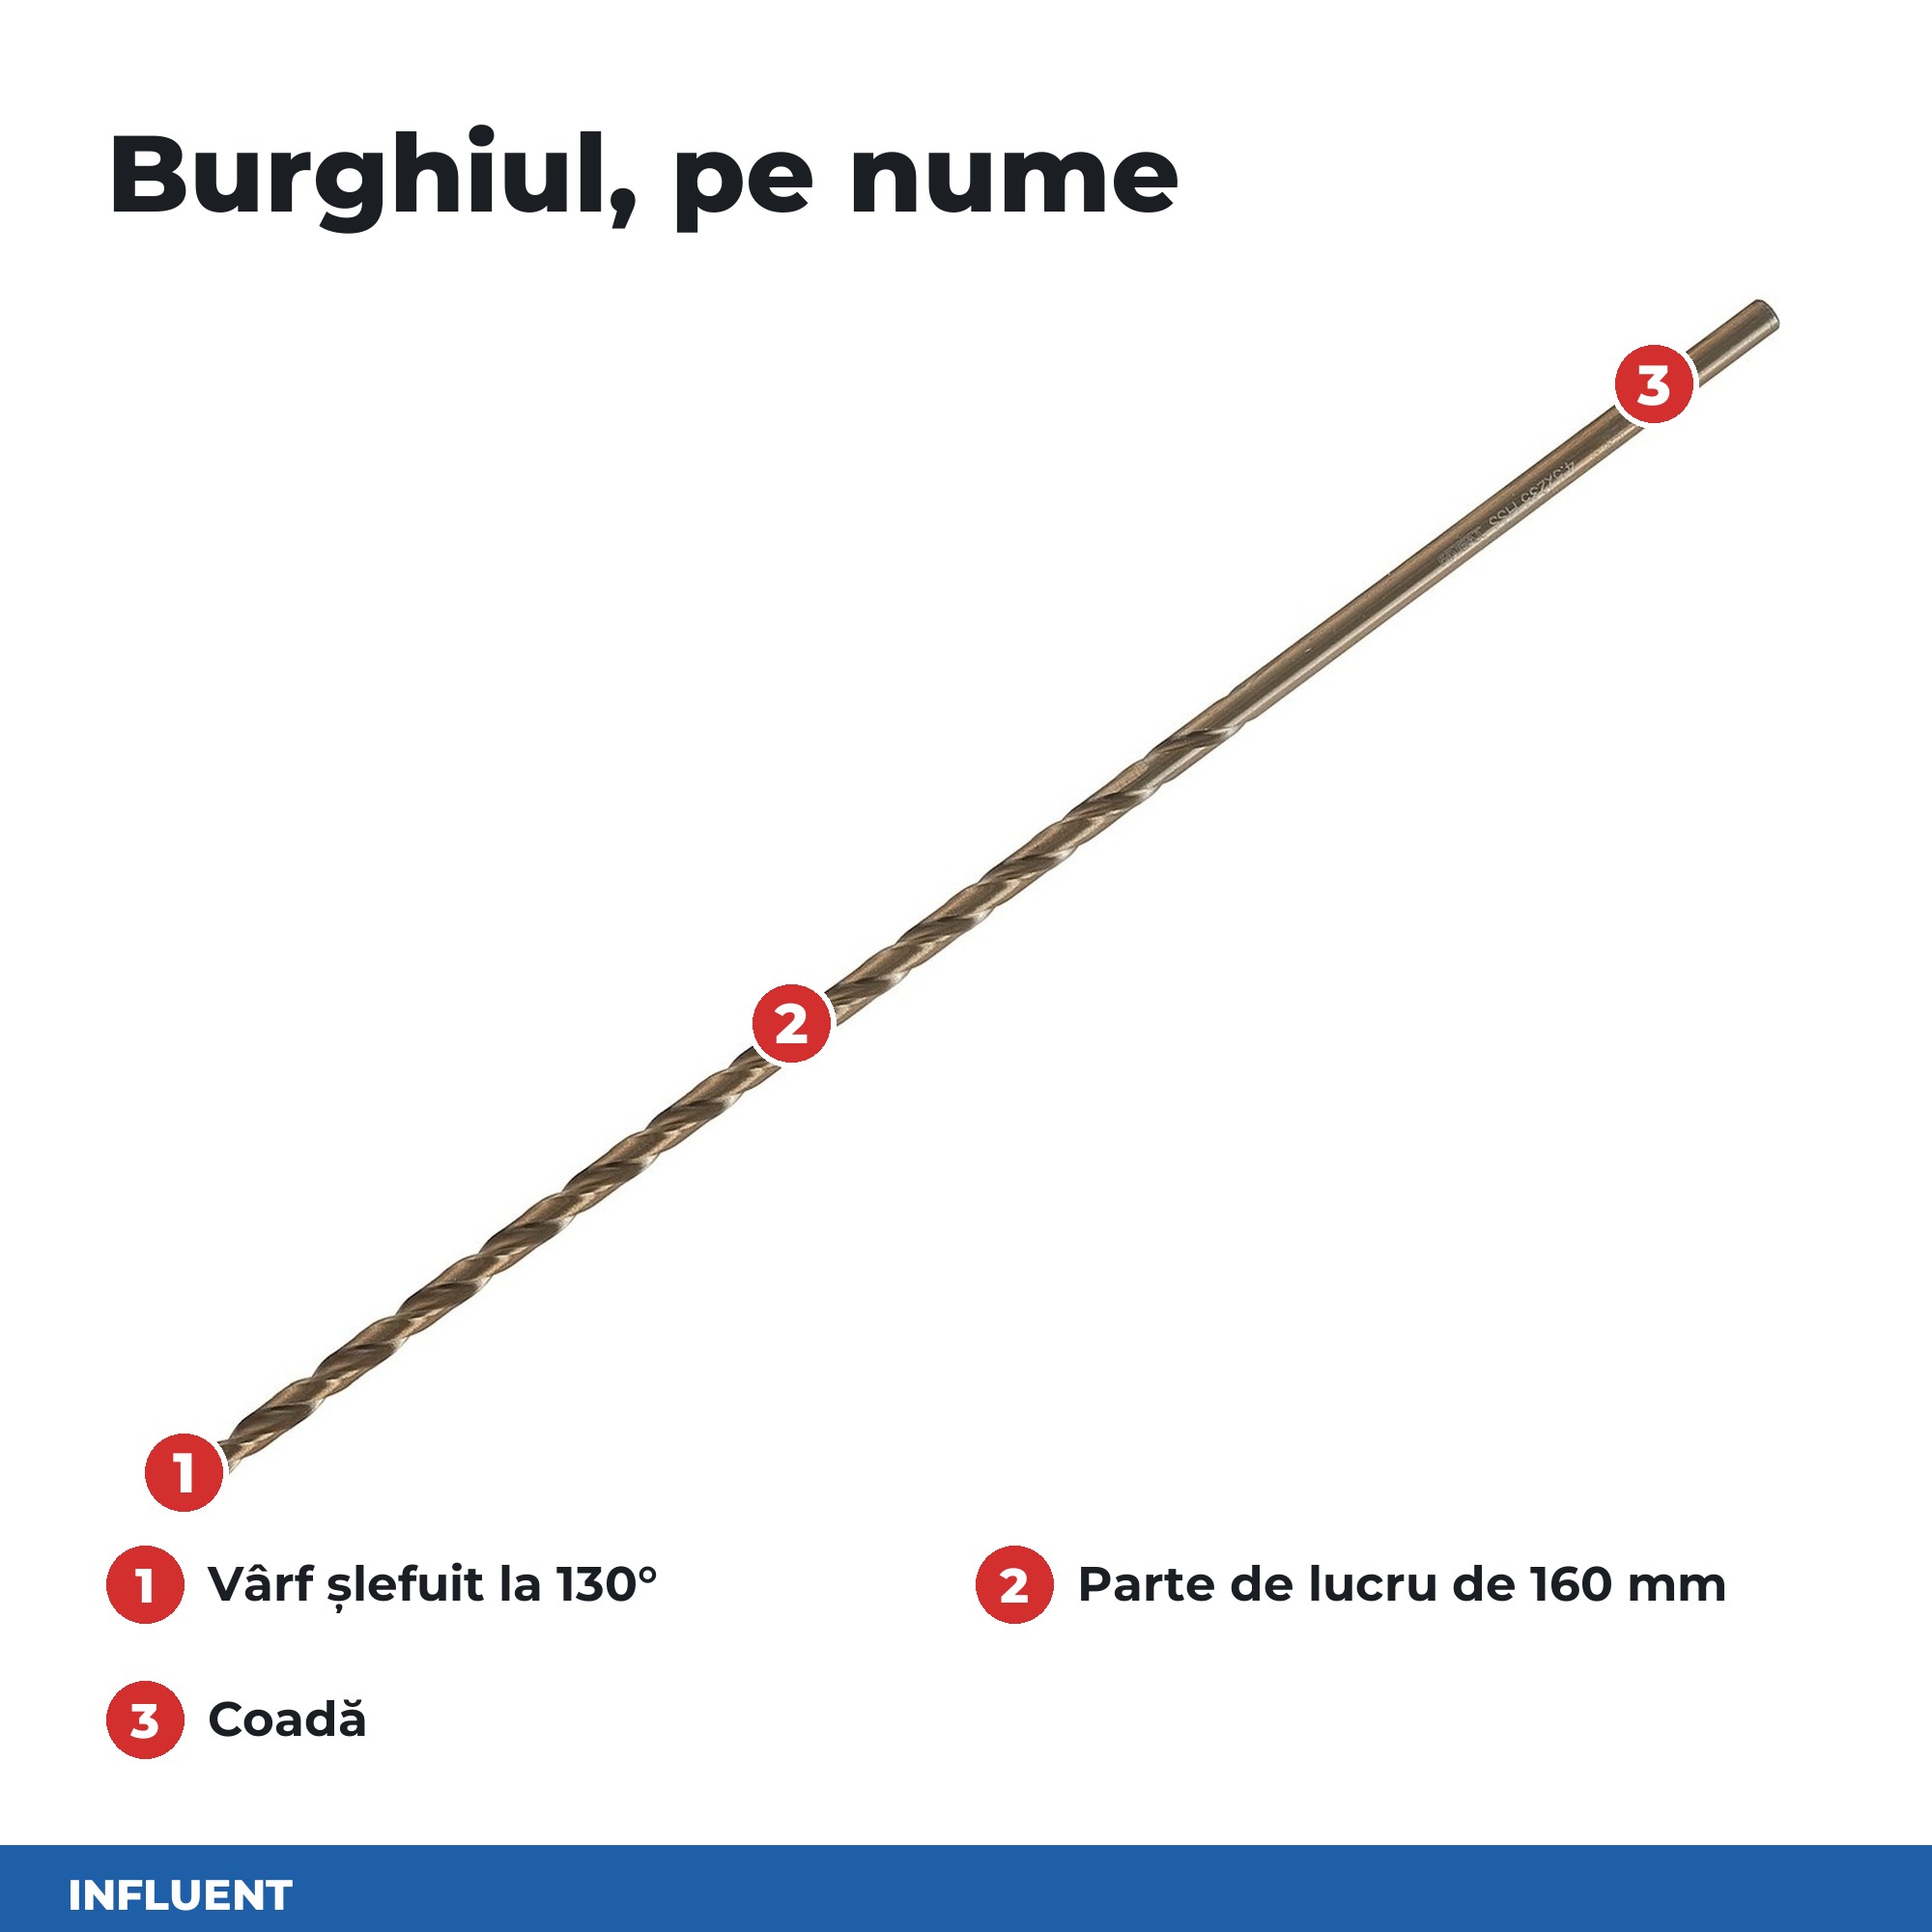 Burghiul, pe nume
3
2
1
1 Vârf șlefuit la 130°
2 Parte de lucru de 160 mm
3 Coadă
INFLUENT